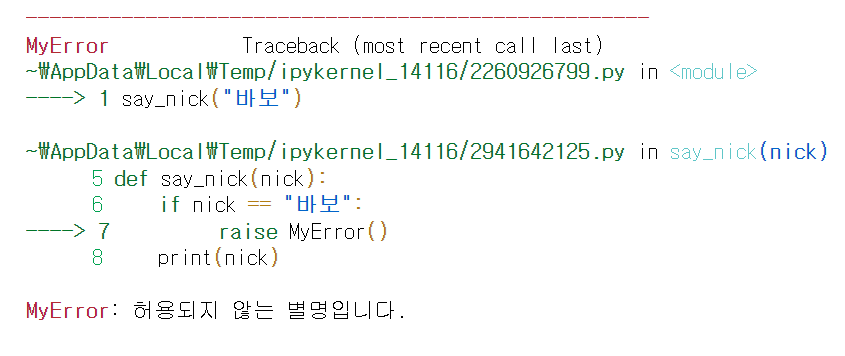 ----------------------------------------------------
MyError Traceback (most recent call last)
~₩AppData₩Local₩Temp/ipykernel_14116/2260926799.py in <module>
----> 1 say_nick("바보")
~₩AppData₩Local₩Temp/ipykernel_14116/2941642125.py in say_nick(nick)
5 def say_nick(nick):
6 if nick == "바보":
----> 7 raise MyError()
8 print(nick)
MyError: 허용되지 않는 별명입니다.